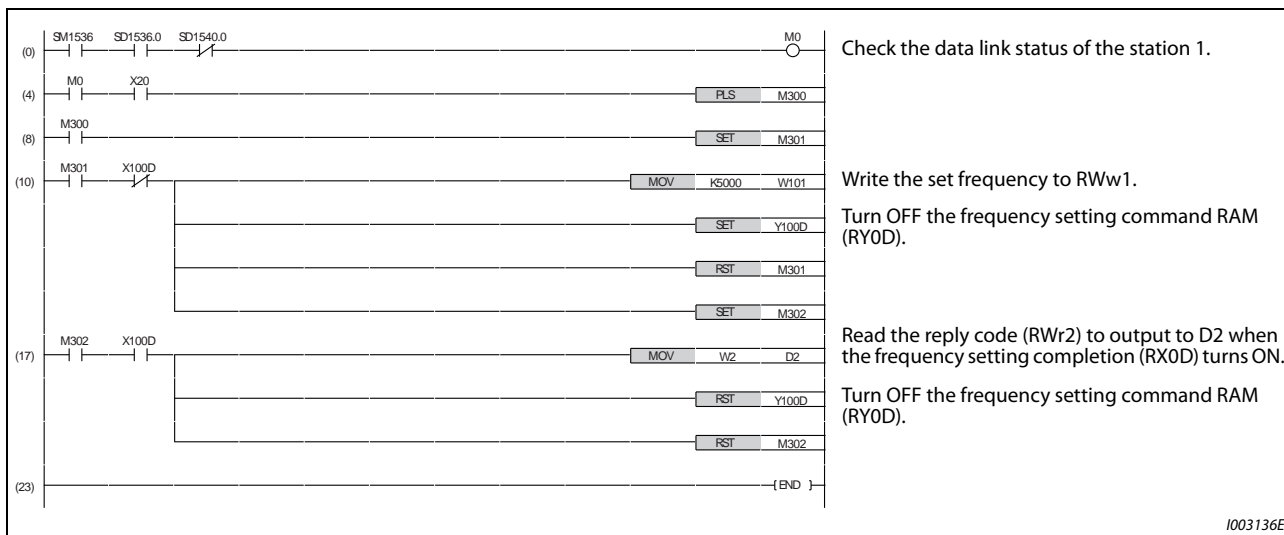 SM1536 SD1536.0 SD1540.0 M0
(0) Check the data link status of the station 1.
M0 X20
(4) PLS M300
M300
(8) SET M301
M301 X100D
(10) MOV K5000 W101 Write the set frequency to RWw1.
SET Y100D Turn OFF the frequency setting command RAM
(RY0D).
RST M301
SET M302
M302 X100D
(17) MOV W2 D2 Read the reply code (RWr2) to output to D2 when
the frequency setting completion (RX0D) turns ON.
RST Y100D Turn OFF the frequency setting command RAM
(RY0D).
RST M302
(23) END
I003136E